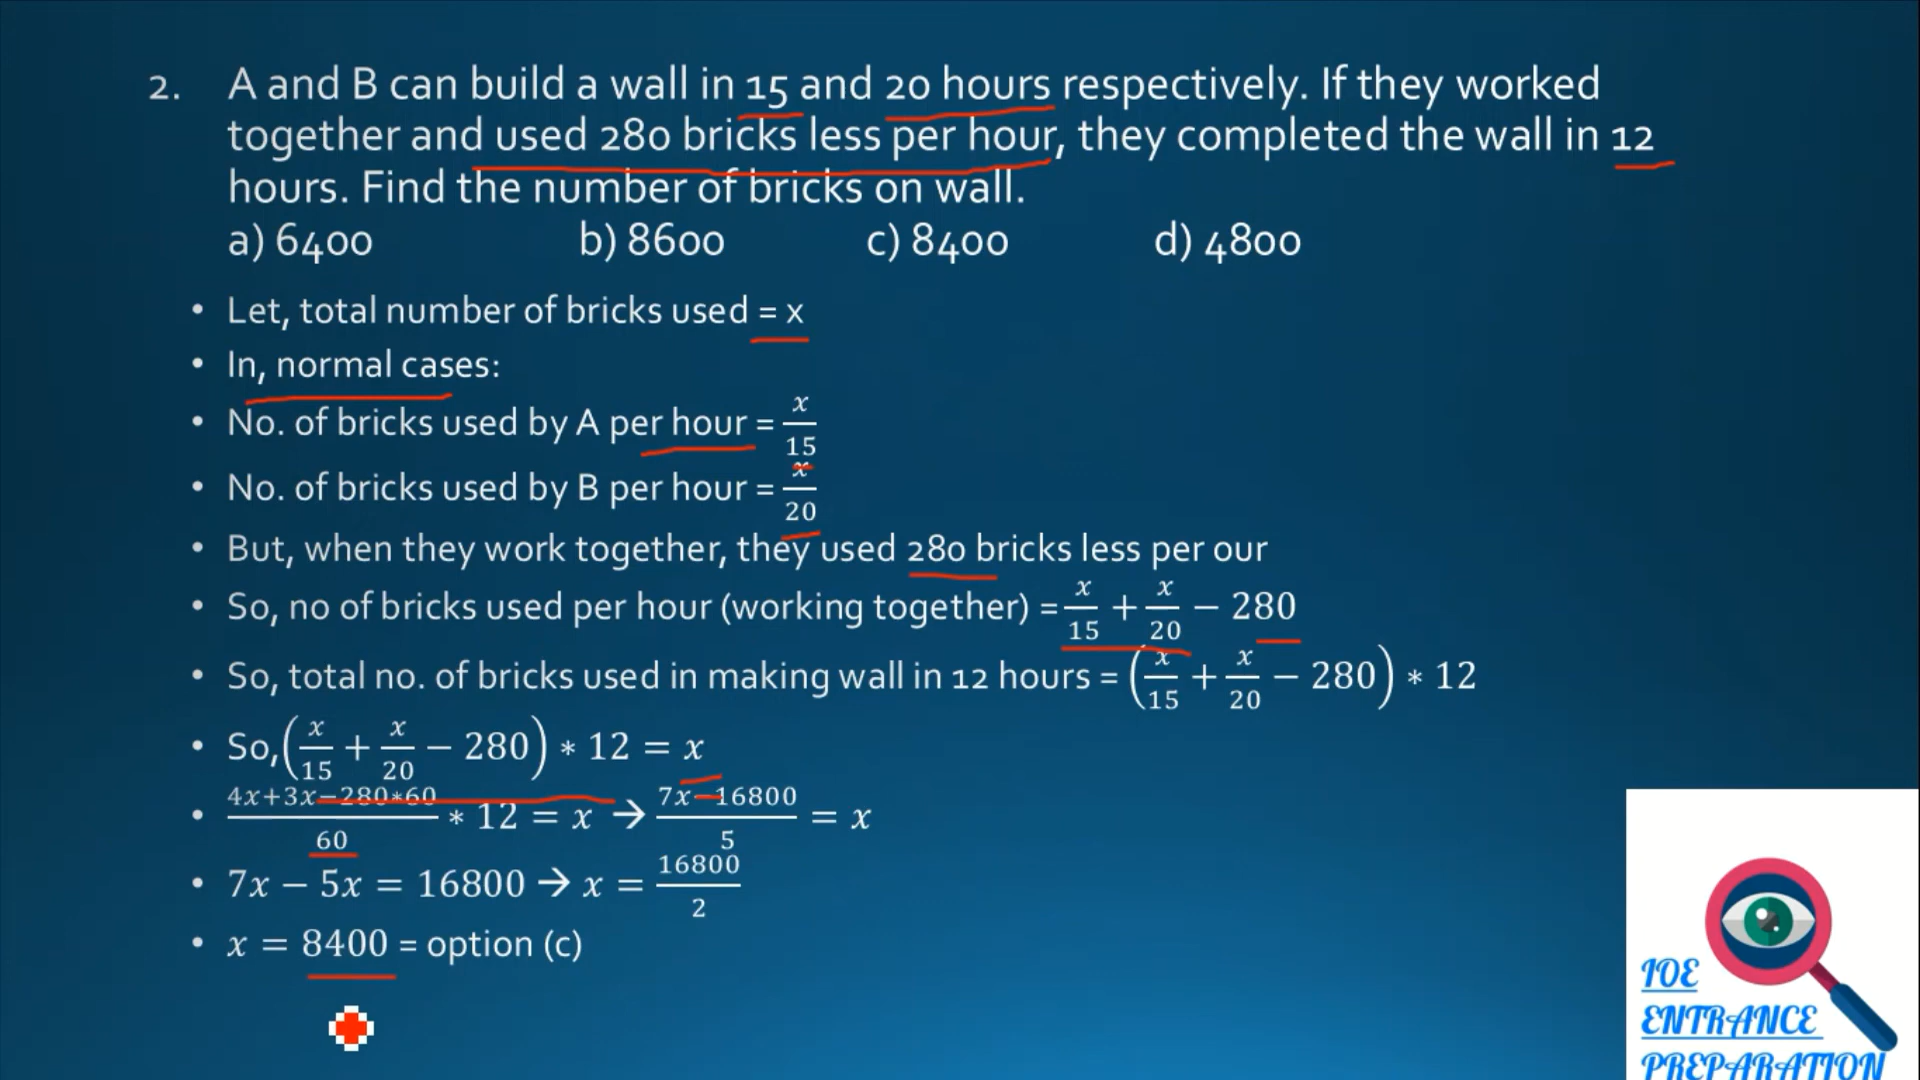 2. A and B can build a wall in 15 and 20 hours respectively. If they worked
together and used 280 bricks less per hour, they completed the wall in 12
hours. Find the number of bricks on wall.
a) 6400 b) 8600 c) 8400 d) 4800
• Let, total number of bricks used = x
• In, normal cases:
• No. of bricks used by A per hour = x/15
• No. of bricks used by B per hour = x/20
• But, when they work together, they used 280 bricks less per our
• So, no of bricks used per hour (working together) = x/15 + x/20 − 280
• So, total no. of bricks used in making wall in 12 hours = (x/15 + x/20 − 280) * 12
• So, (x/15 + x/20 − 280) * 12 = x
• (4x+3x−280*60)/60 * 12 = x → (7x−16800)/5 = x
• 7x − 5x = 16800 → x = 16800/2
• x = 8400 = option (c)
IOE
ENTRANCE
PREPARATION